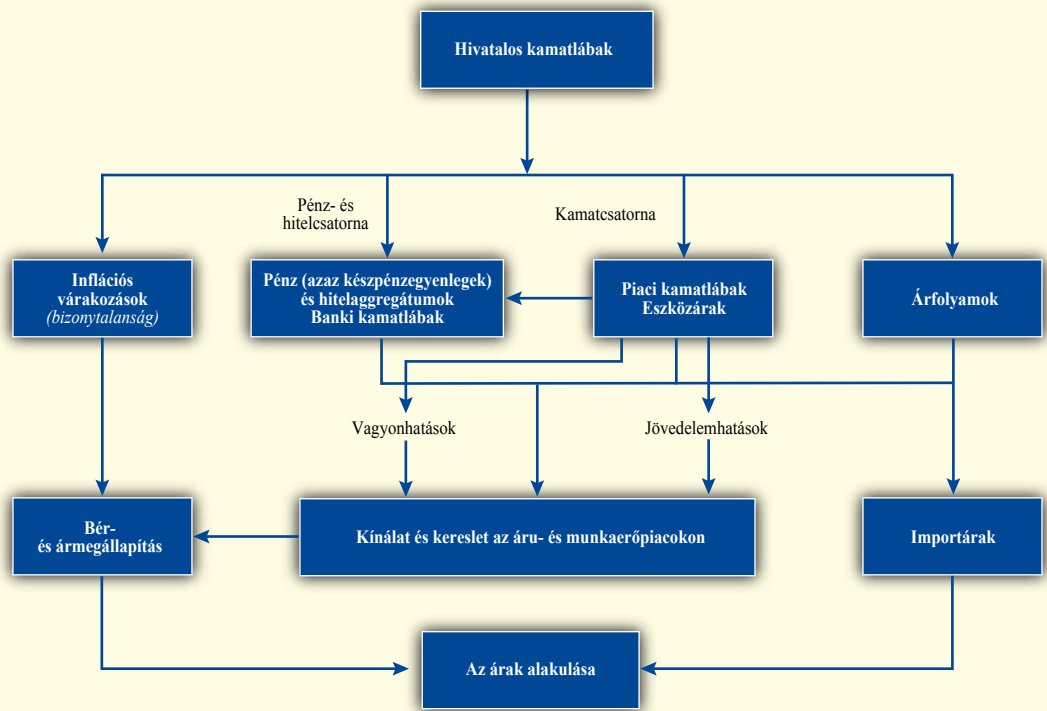 Hivatalos kamatlábak
Pénz- és
hitelcsatorna
Kamatcsatorna
Inflációs
várakozások
(bizonytalanság)
Pénz (azaz készpénzegyenlegek)
és hitelaggregátumok
Banki kamatlábak
Piaci kamatlábak
Eszközárak
Árfolyamok
Vagyonhatások
Jövedelemhatások
Bér-
és ármegállapítás
Kínálat és kereslet az áru- és munkaerőpiacokon
Importárak
Az árak alakulása